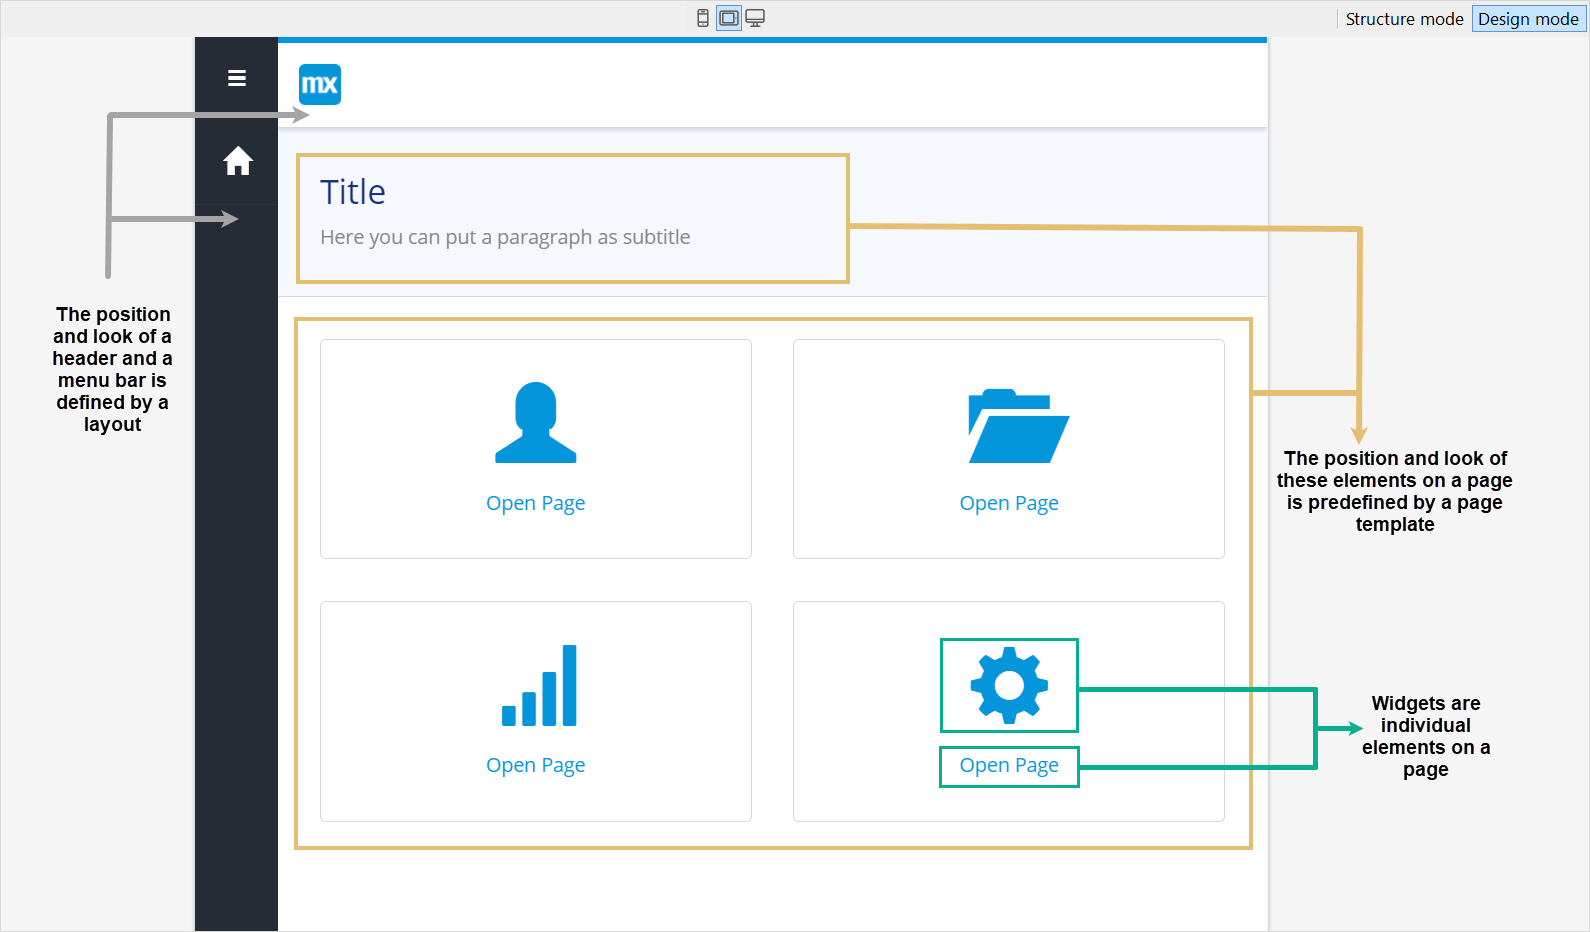 Structure mode
Design mode
mx
Title
Here you can put a paragraph as subtitle
The position
and look of a
header and a
menu bar is
defined by a
layout
Open Page
Open Page
The position and look of
these elements on a page
is predefined by a page
template
Open Page
Open Page
Widgets are
individual
elements on a
page